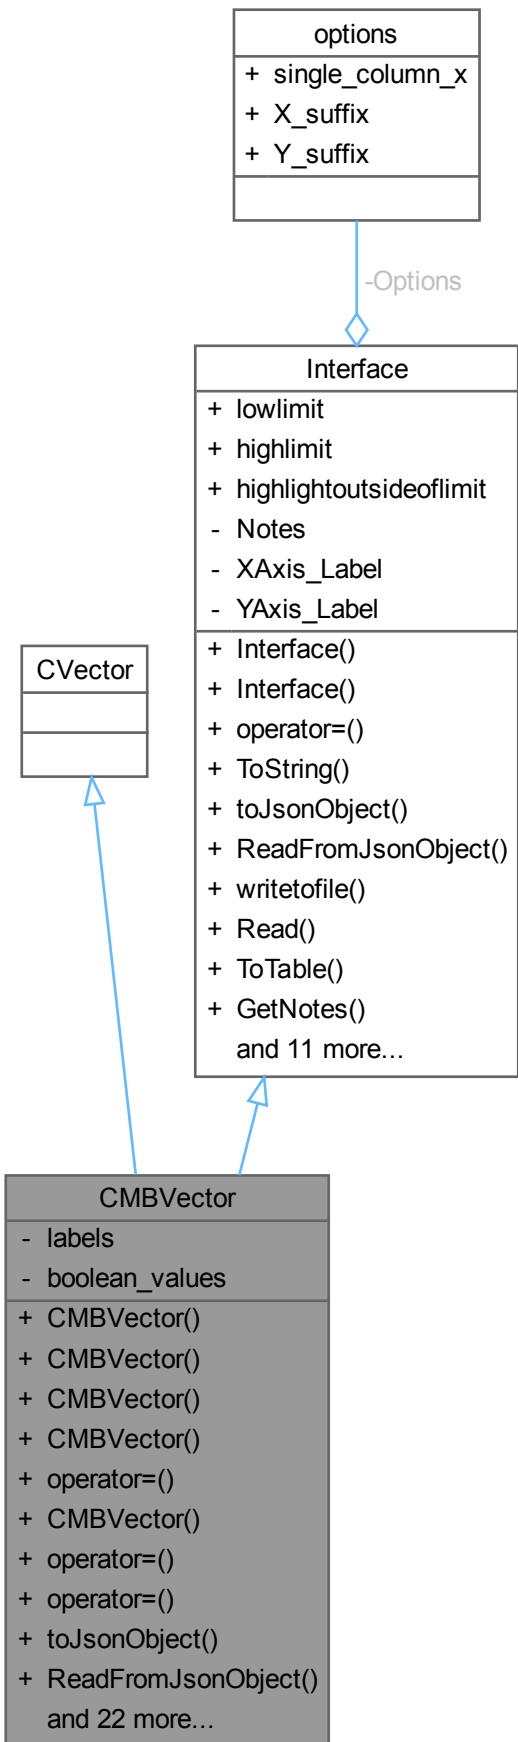 options
+ single_column_x
+ X_suffix
+ Y_suffix
-Options
Interface
+ lowlimit
+ highlimit
+ highlightoutsideoflimit
- Notes
- XAxis_Label
- YAxis_Label
+ Interface()
+ Interface()
+ operator=()
+ ToString()
+ toJsonObject()
+ ReadFromJsonObject()
+ writetofile()
+ Read()
+ ToTable()
+ GetNotes()
and 11 more...
CVector
CMBVector
- labels
- boolean_values
+ CMBVector()
+ CMBVector()
+ CMBVector()
+ CMBVector()
+ operator=()
+ CMBVector()
+ operator=()
+ operator=()
+ toJsonObject()
+ ReadFromJsonObject()
and 22 more...